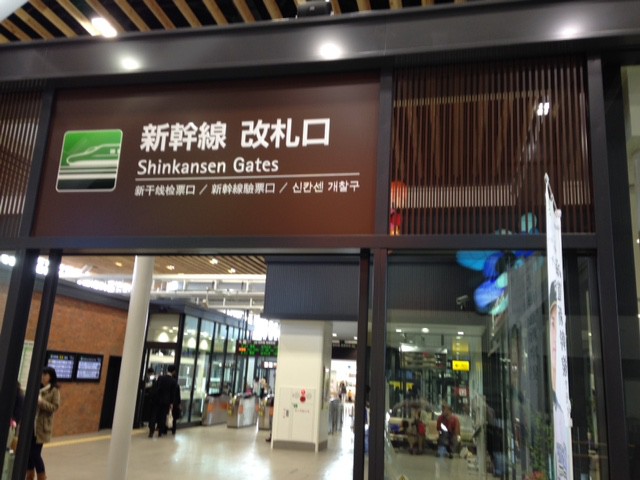 新幹線 改札口
Shinkansen Gates
新干线检票口 / 新幹線驗票口 / 신칸센 개찰구